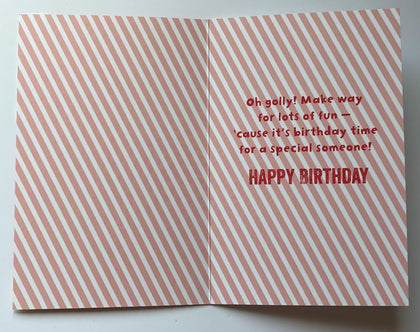 Oh golly! Make way
for lots of fun –
'cause it's birthday time
for a special someone!
HAPPY BIRTHDAY